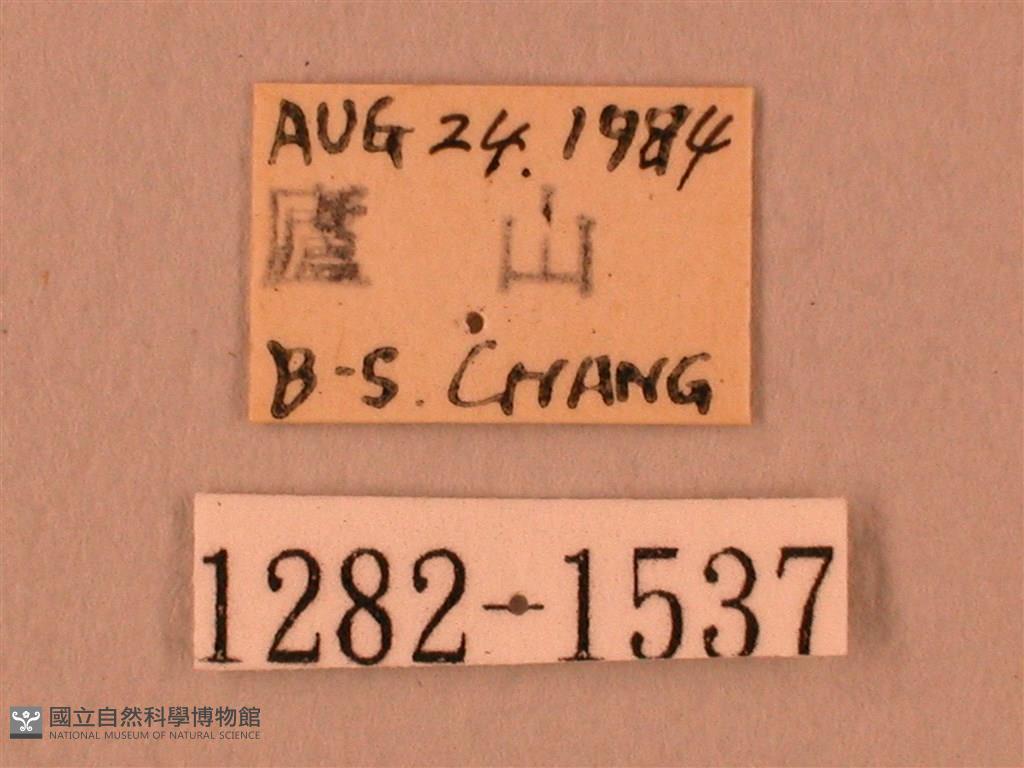 AUG 24. 1984
廬 山
B-S. CHANG
1282-1537
國立自然科學博物館
NATIONAL MUSEUM OF NATURAL SCIENCE